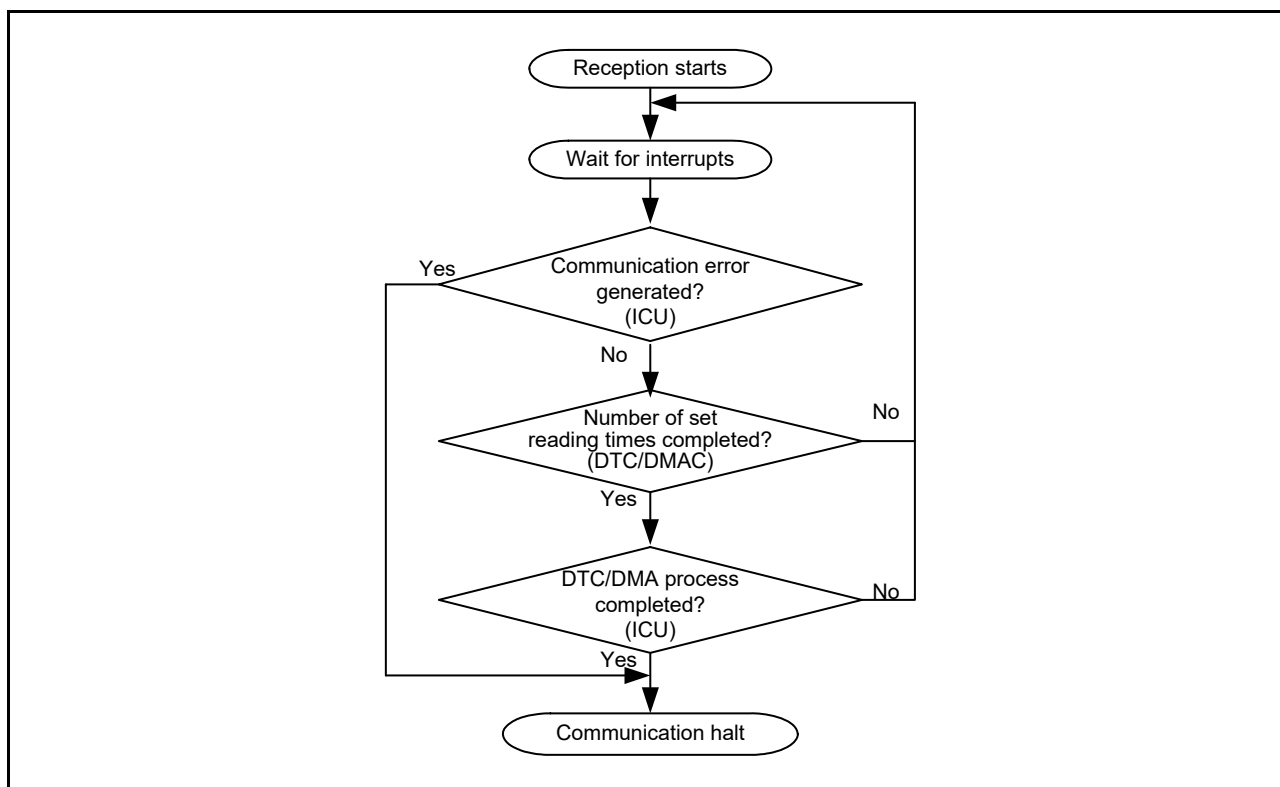 Reception starts
Wait for interrupts
Yes
Communication error
generated?
(ICU)
No
Number of set
reading times completed?
(DTC/DMAC)
No
Yes
DTC/DMA process
completed?
(ICU)
No
Yes
Communication halt